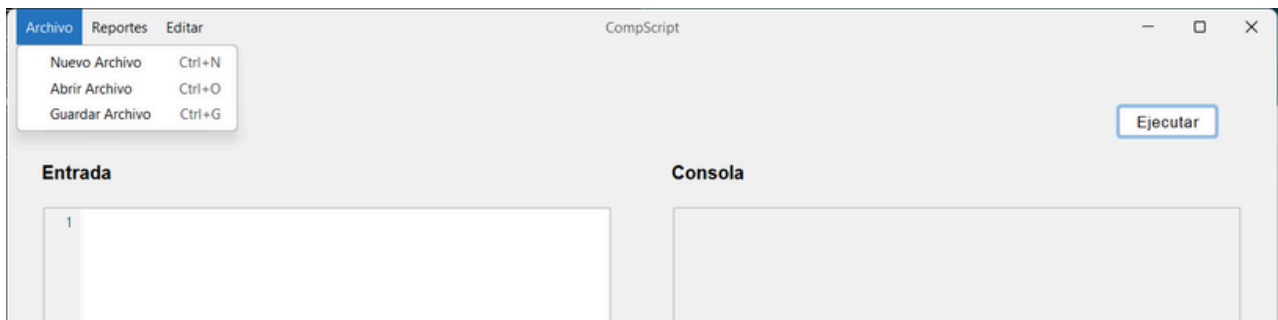 Archivo Reportes Editar CompScript
Nuevo Archivo Ctrl+N
Abrir Archivo Ctrl+O
Guardar Archivo Ctrl+G
Ejecutar
Entrada Consola
1